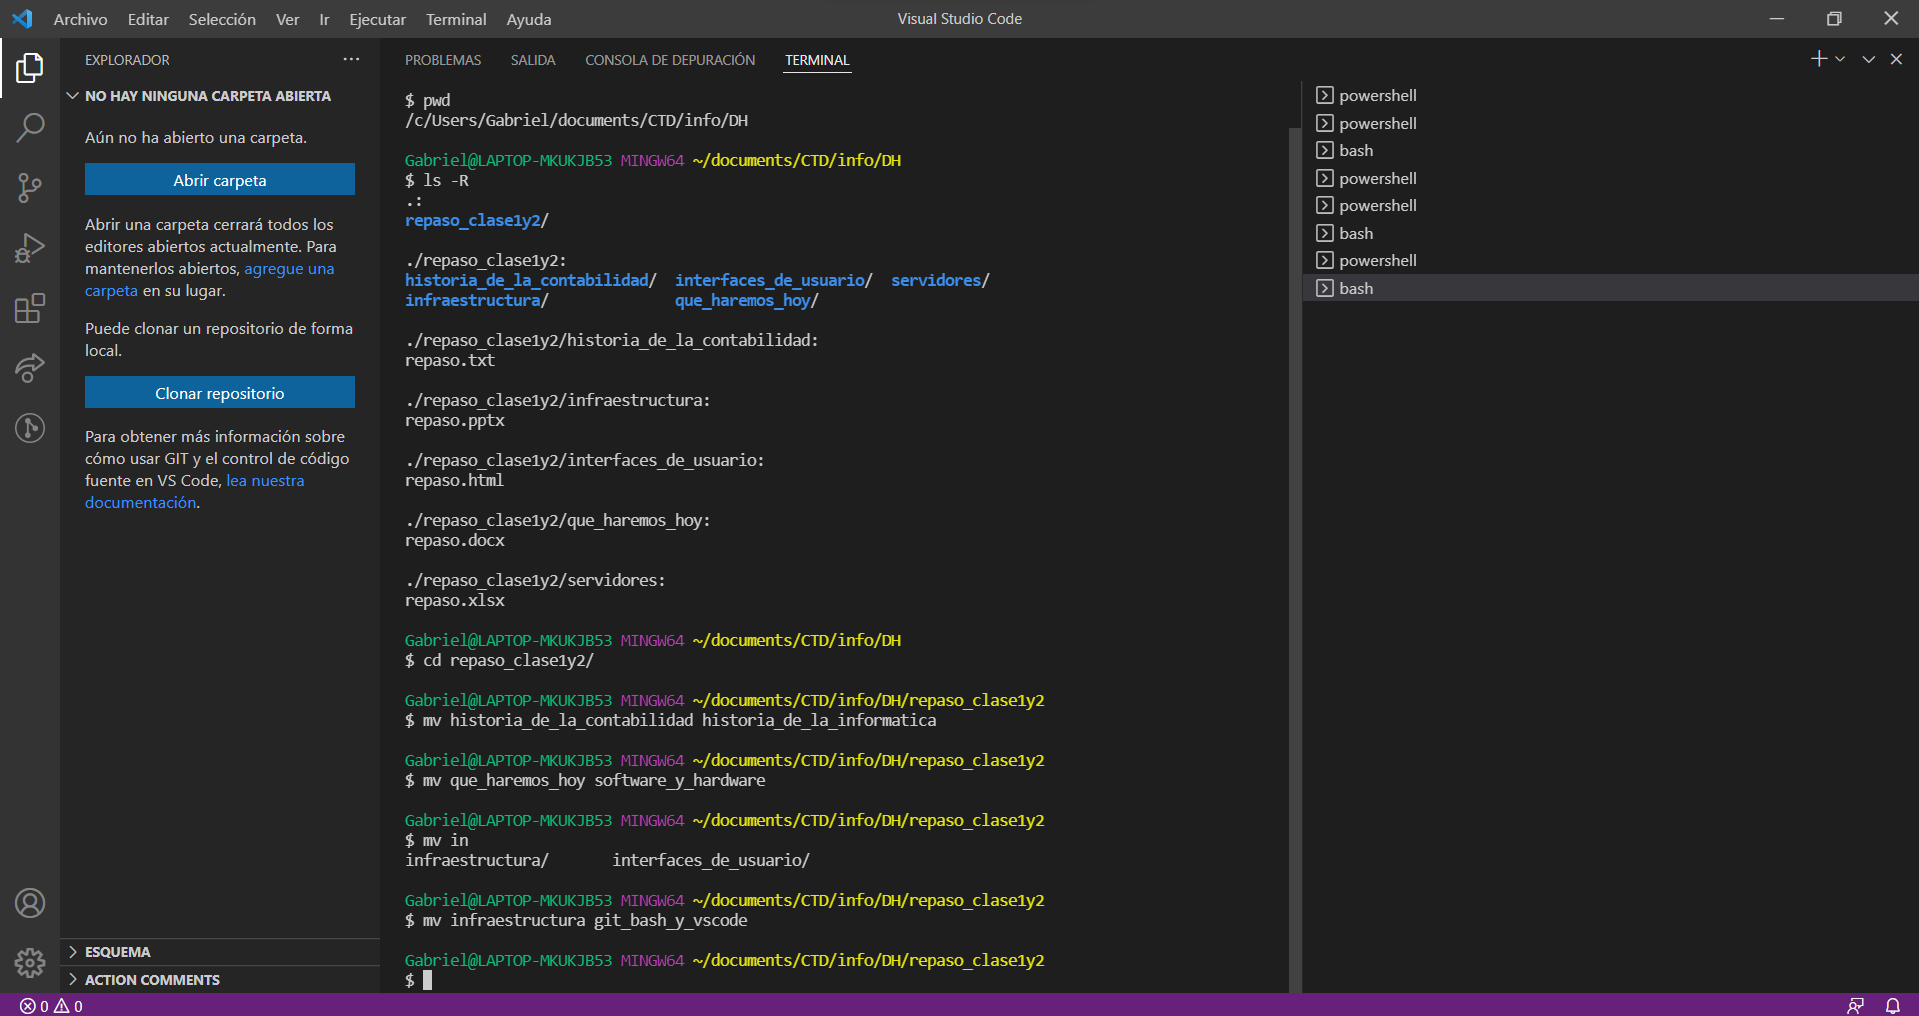 Archivo Editar Selección Ver Ir Ejecutar Terminal Ayuda
Visual Studio Code
EXPLORADOR
NO HAY NINGUNA CARPETA ABIERTA
Aún no ha abierto una carpeta.
Abrir carpeta
Abrir una carpeta cerrará todos los
editores abiertos actualmente. Para
mantenerlos abiertos, agregue una
carpeta en su lugar.
Puede clonar un repositorio de forma
local.
Clonar repositorio
Para obtener más información sobre
cómo usar GIT y el control de código
fuente en VS Code, lea nuestra
documentación.
ESQUEMA
ACTION COMMENTS
PROBLEMAS SALIDA CONSOLA DE DEPURACIÓN TERMINAL
$ pwd
/c/Users/Gabriel/documents/CTD/info/DH
Gabriel@LAPTOP-MKUKJB53 MINGW64 ~/documents/CTD/info/DH
$ ls -R
.:
repaso_clase1y2/
./repaso_clase1y2:
historia_de_la_contabilidad/ interfaces_de_usuario/ servidores/
infraestructura/ que_haremos_hoy/
./repaso_clase1y2/historia_de_la_contabilidad:
repaso.txt
./repaso_clase1y2/infraestructura:
repaso.pptx
./repaso_clase1y2/interfaces_de_usuario:
repaso.html
./repaso_clase1y2/que_haremos_hoy:
repaso.docx
./repaso_clase1y2/servidores:
repaso.xlsx
Gabriel@LAPTOP-MKUKJB53 MINGW64 ~/documents/CTD/info/DH
$ cd repaso_clase1y2/
Gabriel@LAPTOP-MKUKJB53 MINGW64 ~/documents/CTD/info/DH/repaso_clase1y2
$ mv historia_de_la_contabilidad historia_de_la_informatica
Gabriel@LAPTOP-MKUKJB53 MINGW64 ~/documents/CTD/info/DH/repaso_clase1y2
$ mv que_haremos_hoy software_y_hardware
Gabriel@LAPTOP-MKUKJB53 MINGW64 ~/documents/CTD/info/DH/repaso_clase1y2
$ mv in
infraestructura/ interfaces_de_usuario/
Gabriel@LAPTOP-MKUKJB53 MINGW64 ~/documents/CTD/info/DH/repaso_clase1y2
$ mv infraestructura git_bash_y_vscode
Gabriel@LAPTOP-MKUKJB53 MINGW64 ~/documents/CTD/info/DH/repaso_clase1y2
$
powershell
powershell
bash
powershell
powershell
bash
powershell
bash
0 0